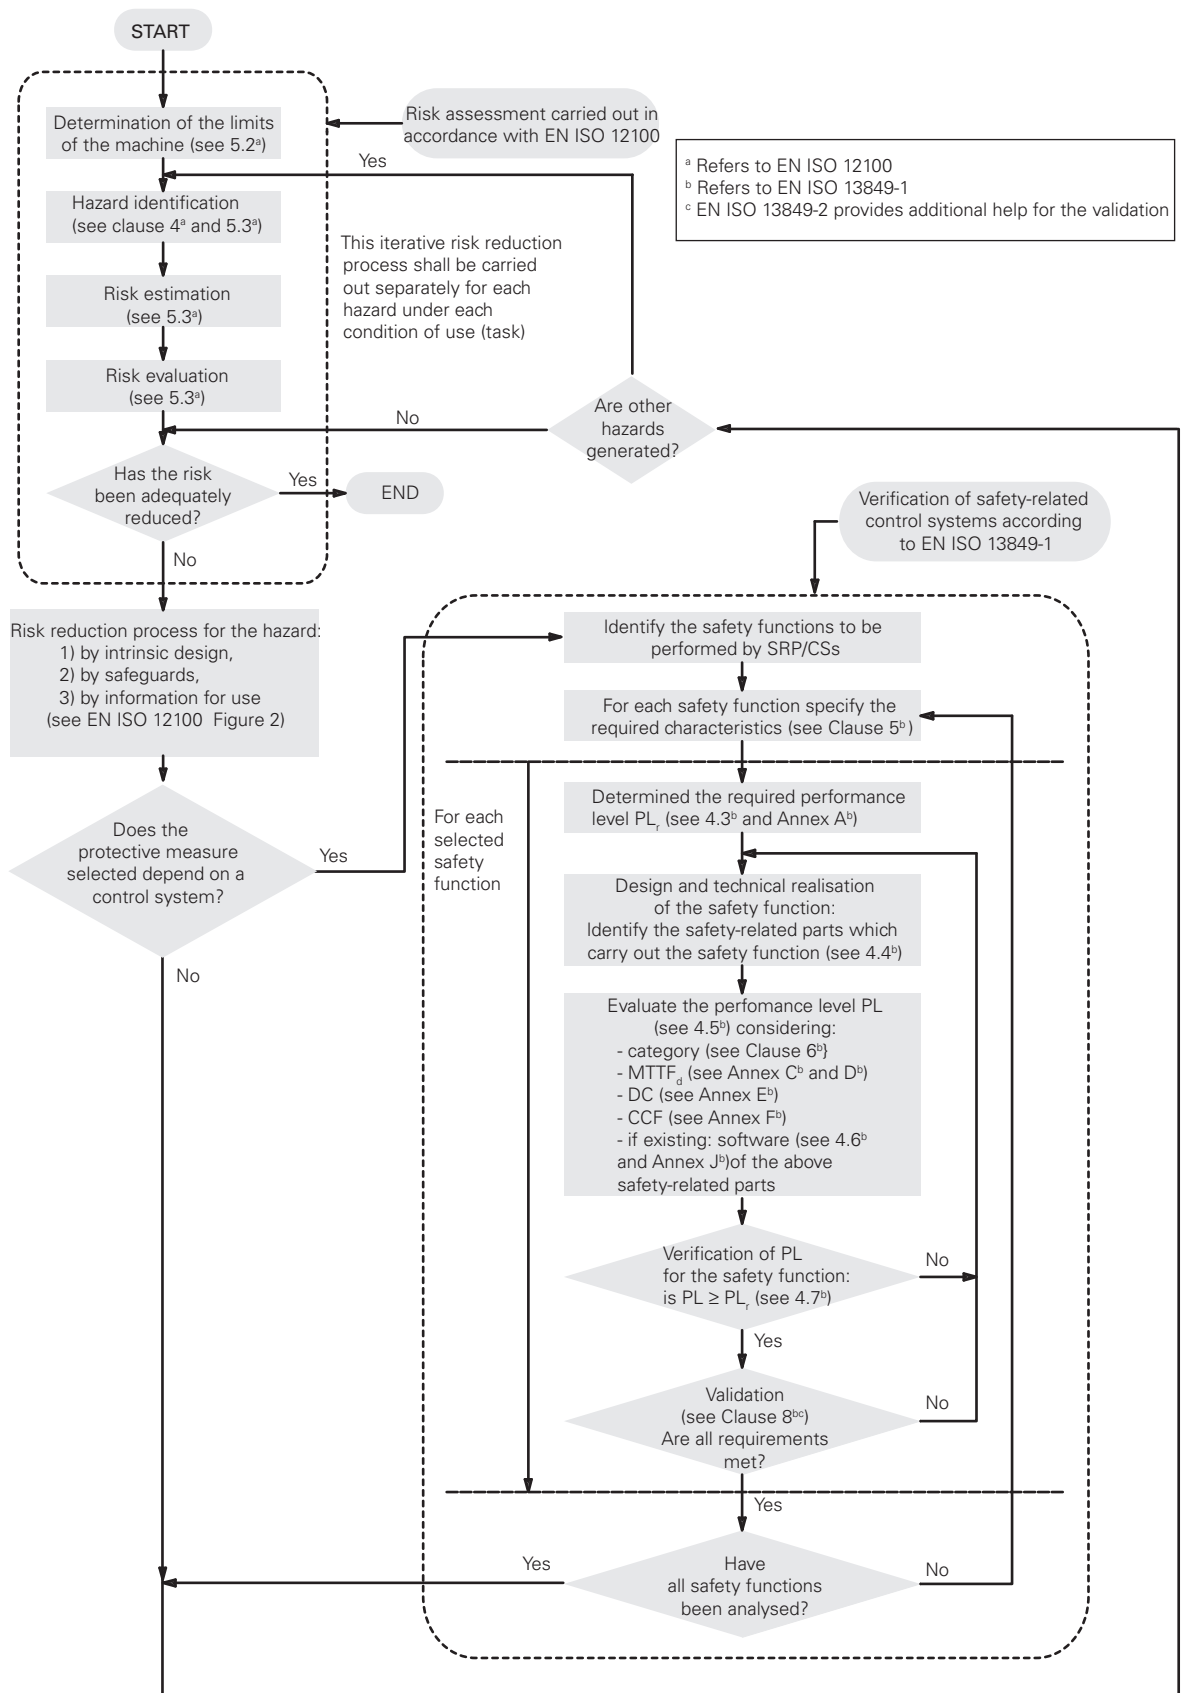 START
Determination of the limits
of the machine (see 5.2ᵃ)
Risk assessment carried out in
accordance with EN ISO 12100
ᵃ Refers to EN ISO 12100
ᵇ Refers to EN ISO 13849-1
ᶜ EN ISO 13849-2 provides additional help for the validation
Yes
Hazard identification
(see clause 4ᵃ and 5.3ᵃ)
This iterative risk reduction
process shall be carried
out separately for each
hazard under each
condition of use (task)
Risk estimation
(see 5.3ᵃ)
Risk evaluation
(see 5.3ᵃ)
No
Are other
hazards
generated?
Has the risk
been adequately
reduced?
Yes
END
No
Verification of safety-related
control systems according
to EN ISO 13849-1
Risk reduction process for the hazard:
1) by intrinsic design,
2) by safeguards,
3) by information for use
(see EN ISO 12100 Figure 2)
Does the
protective measure
selected depend on a
control system?
Yes
No
Identify the safety functions to be
performed by SRP/CSs
For each safety function specify the
required characteristics (see Clause 5ᵇ )
For each
selected
safety
function
Determined the required performance
level PLᵣ (see 4.3ᵇ and Annex Aᵇ)
Design and technical realisation
of the safety function:
Identify the safety-related parts which
carry out the safety function (see 4.4ᵇ)
Evaluate the perfomance level PL
(see 4.5ᵇ) considering:
- category (see Clause 6ᵇ}
- MTTF_d (see Annex Cᵇ and Dᵇ)
- DC (see Annex Eᵇ)
- CCF (see Annex Fᵇ)
- if existing: software (see 4.6ᵇ
and Annex Jᵇ)of the above
safety-related parts
Verification of PL
for the safety function:
is PL ≥ PLᵣ (see 4.7ᵇ)
No
Yes
Validation
(see Clause 8ᵇᶜ)
Are all requirements
met?
No
Yes
Have
all safety functions
been analysed?
Yes
No